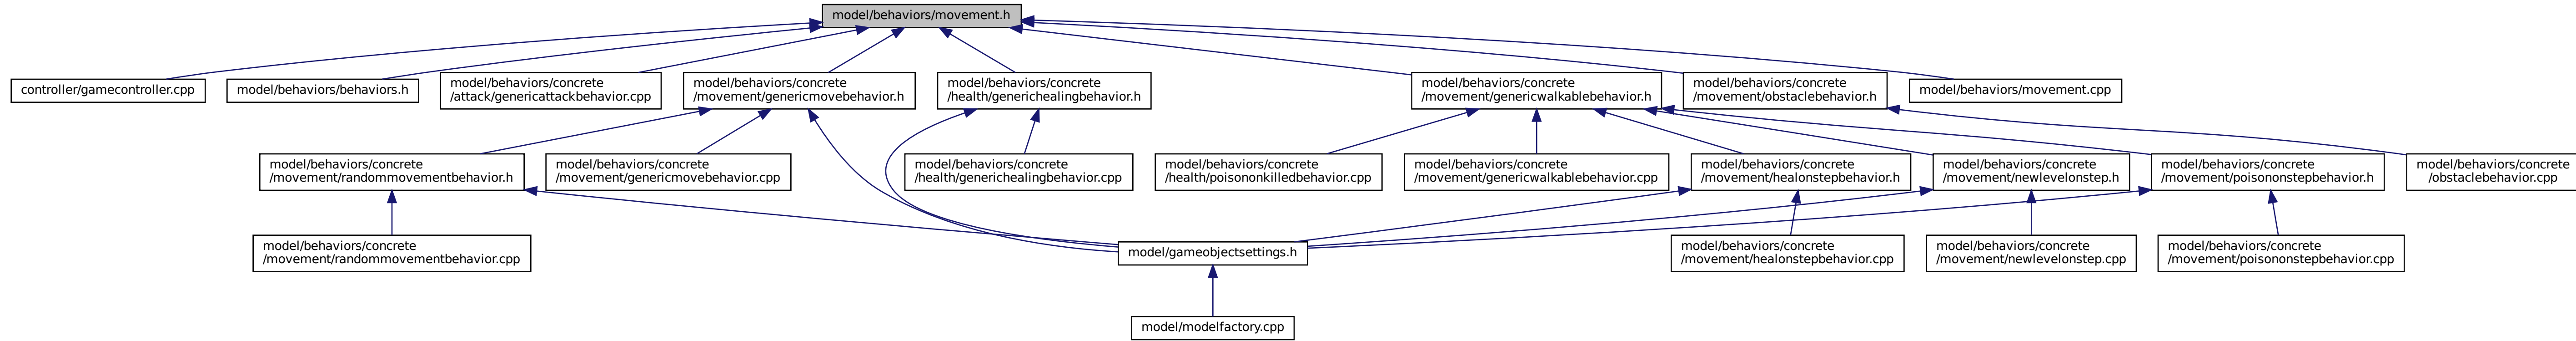 model/behaviors/movement.h
controller/gamecontroller.cpp
model/behaviors/behaviors.h
model/behaviors/concrete
/attack/genericattackbehavior.cpp
model/behaviors/concrete
/movement/genericmovebehavior.h
model/behaviors/concrete
/health/generichealingbehavior.h
model/behaviors/concrete
/movement/genericwalkablebehavior.h
model/behaviors/concrete
/movement/obstaclebehavior.h
model/behaviors/movement.cpp
model/behaviors/concrete
/movement/randommovementbehavior.h
model/behaviors/concrete
/movement/genericmovebehavior.cpp
model/behaviors/concrete
/health/generichealingbehavior.cpp
model/behaviors/concrete
/health/poisononkilledbehavior.cpp
model/behaviors/concrete
/movement/genericwalkablebehavior.cpp
model/behaviors/concrete
/movement/healonstepbehavior.h
model/behaviors/concrete
/movement/newlevelonstep.h
model/behaviors/concrete
/movement/poisononstepbehavior.h
model/behaviors/concrete
/obstaclebehavior.cpp
model/behaviors/concrete
/movement/randommovementbehavior.cpp
model/gameobjectsettings.h
model/behaviors/concrete
/movement/healonstepbehavior.cpp
model/behaviors/concrete
/movement/newlevelonstep.cpp
model/behaviors/concrete
/movement/poisononstepbehavior.cpp
model/modelfactory.cpp